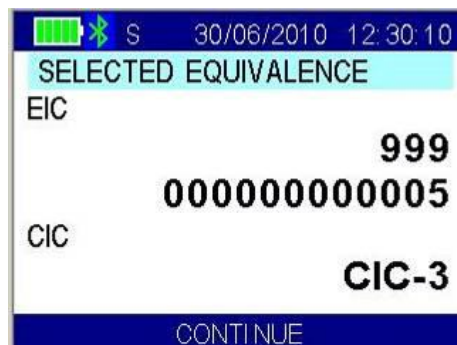 S 30/06/2010 12:30:10
SELECTED EQUIVALENCE
EIC
999
000000000005
CIC
CIC-3
CONTINUE